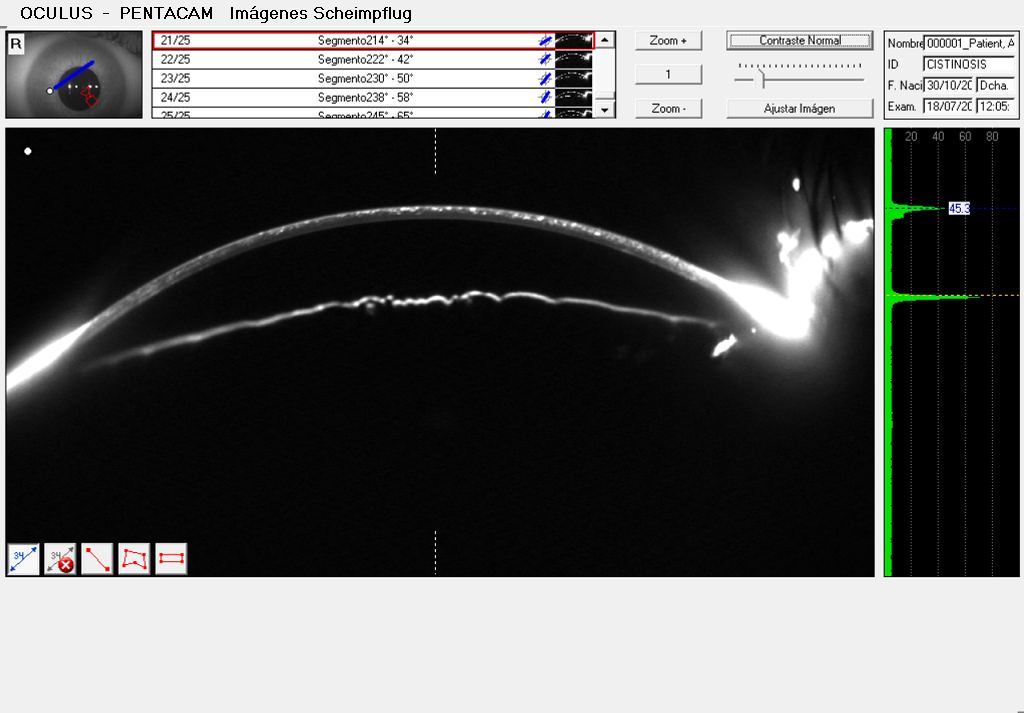 OCULUS - PENTACAM Imágenes Scheimpflug
R
21/25 Segmento214° - 34°
22/25 Segmento222° - 42°
23/25 Segmento230° - 50°
24/25 Segmento238° - 58°
25/25 Segmento245° - 65°
Zoom +
1
Zoom -
Contraste Normal
Ajustar Imágen
Nombre 000001_Patient, A
ID CISTINOSIS
F. Naci 30/10/20 Dcha.
Exam. 18/07/20 12:05:
20 40 60 80
45.3
34 34